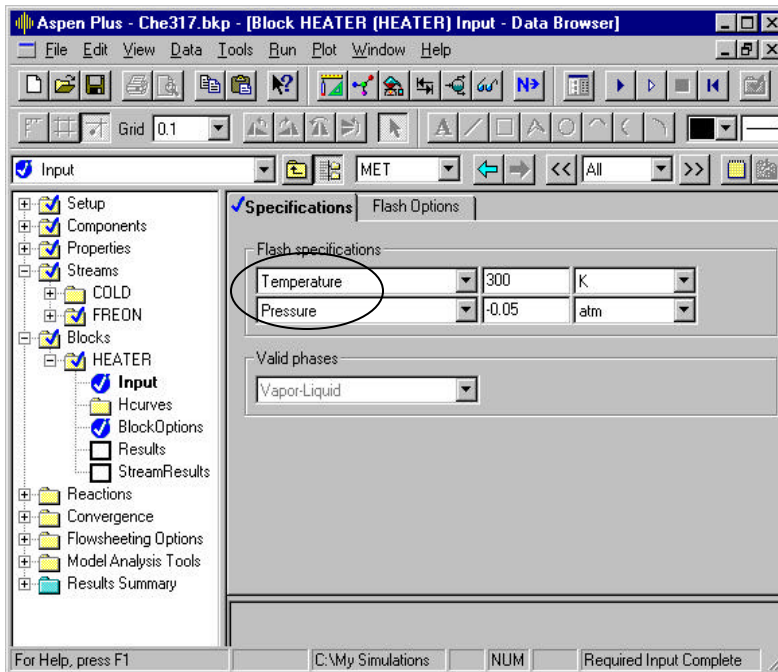 Aspen Plus - Che317.bkp - [Block HEATER (HEATER) Input - Data Browser]
File Edit View Data Tools Run Plot Window Help
N
Grid 0.1
A
Input MET << All >>
Setup
Components
Properties
Streams
COLD
FREON
Blocks
HEATER
Input
Hcurves
BlockOptions
Results
StreamResults
Reactions
Convergence
Flowsheeting Options
Model Analysis Tools
Results Summary
Specifications Flash Options
Flash specifications
Temperature 300 K
Pressure -0.05 atm
Valid phases
Vapor-Liquid
For Help, press F1 C:\My Simulations NUM Required Input Complete